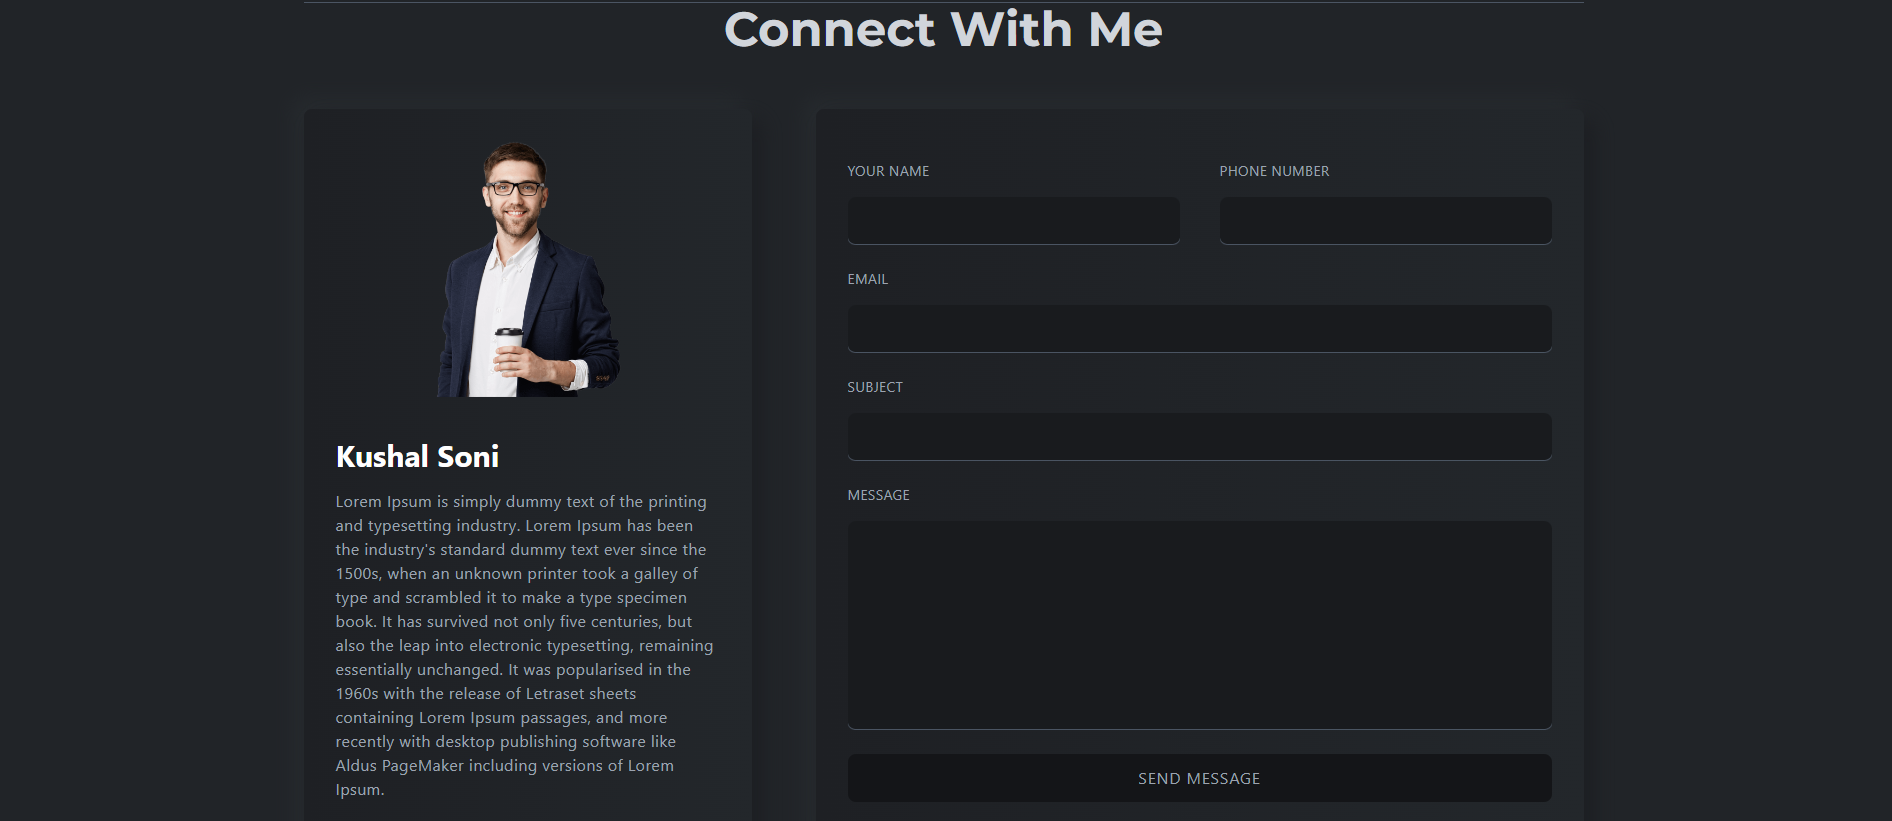 Connect With Me
Kushal Soni
Lorem Ipsum is simply dummy text of the printing
and typesetting industry. Lorem Ipsum has been
the industry's standard dummy text ever since the
1500s, when an unknown printer took a galley of
type and scrambled it to make a type specimen
book. It has survived not only five centuries, but
also the leap into electronic typesetting, remaining
essentially unchanged. It was popularised in the
1960s with the release of Letraset sheets
containing Lorem Ipsum passages, and more
recently with desktop publishing software like
Aldus PageMaker including versions of Lorem
Ipsum.
YOUR NAME
PHONE NUMBER
EMAIL
SUBJECT
MESSAGE
SEND MESSAGE